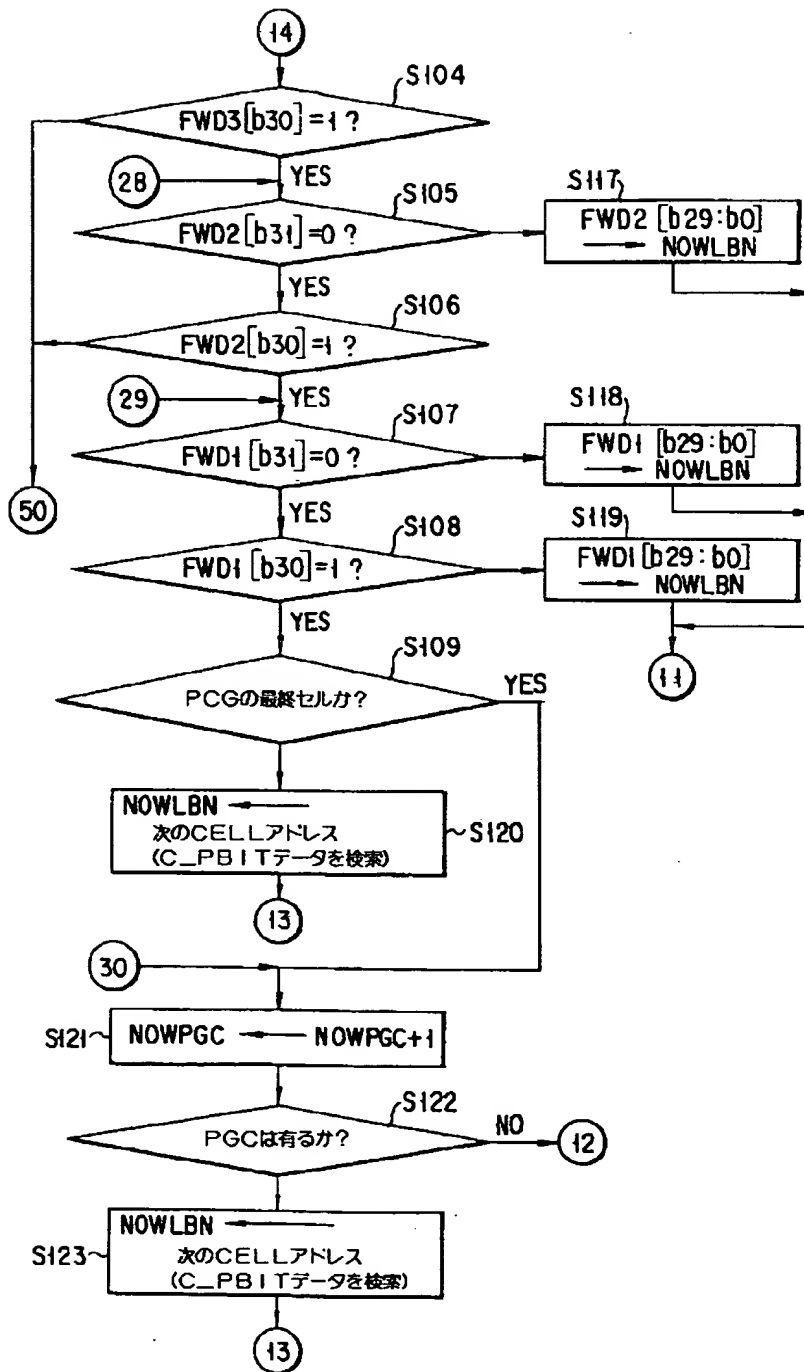 14
S104
FWD3[b30]=1?
YES
28
S105
FWD2[b31]=0?
S117
FWD2 [b29:b0]
→ NOWLBN
YES
S106
FWD2[b30]=1?
YES
29
S107
FWD1[b31]=0?
S118
FWD1 [b29:b0]
→ NOWLBN
50
YES
S108
FWD1[b30]=1?
S119
FWD1[b29:b0]
→ NOWLBN
YES
S109
PCGの最終セルか?
YES
11
NOWLBN ←
次のCELLアドレス
(C_PBITデータを検索)
S120
13
30
S121
NOWPGC ← NOWPGC+1
S122
PGCは有るか?
NO
12
NOWLBN ←
S123
次のCELLアドレス
(C_PBITデータを検索)
13